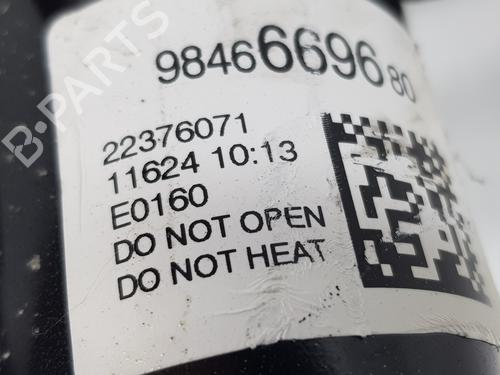 9846669680
22376071
11624 10:13
E0160
DO NOT OPEN
DO NOT HEAT
B-PARTS